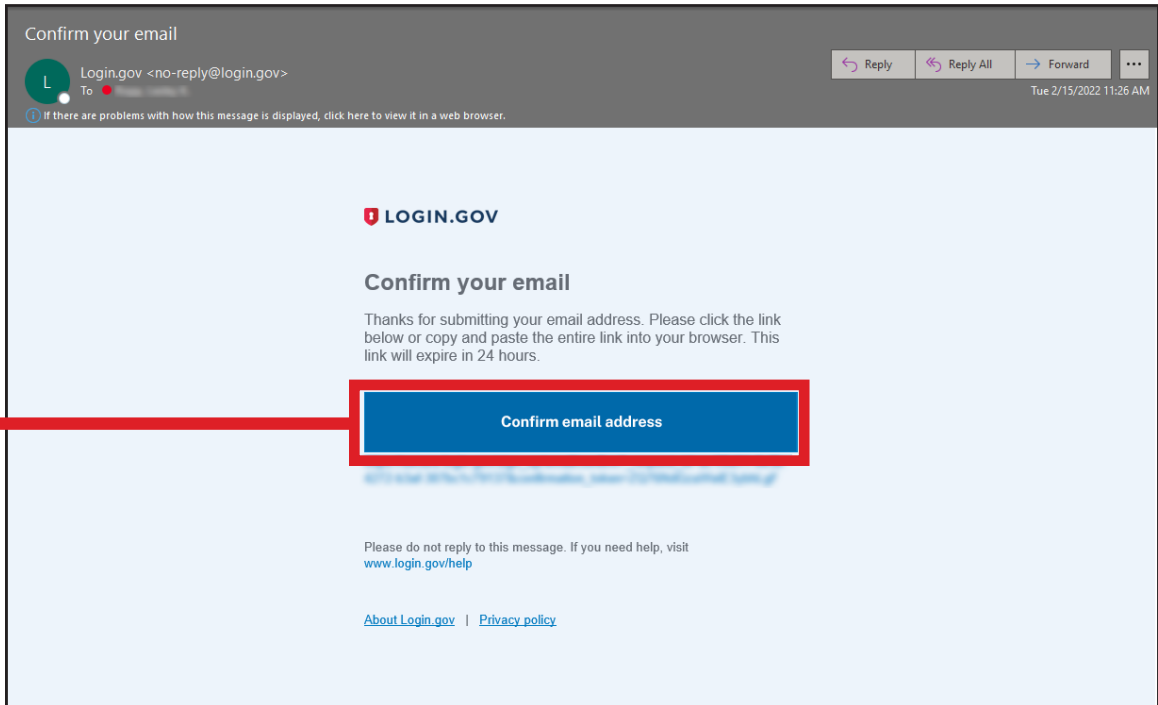 Confirm your email
L
Login.gov <no-reply@login.gov>
To
Reply
Reply All
Forward
Tue 2/15/2022 11:26 AM
If there are problems with how this message is displayed, click here to view it in a web browser.
LOGIN.GOV
Confirm your email
Thanks for submitting your email address. Please click the link
below or copy and paste the entire link into your browser. This
link will expire in 24 hours.
Confirm email address
Please do not reply to this message. If you need help, visit
www.login.gov/help
About Login.gov | Privacy policy